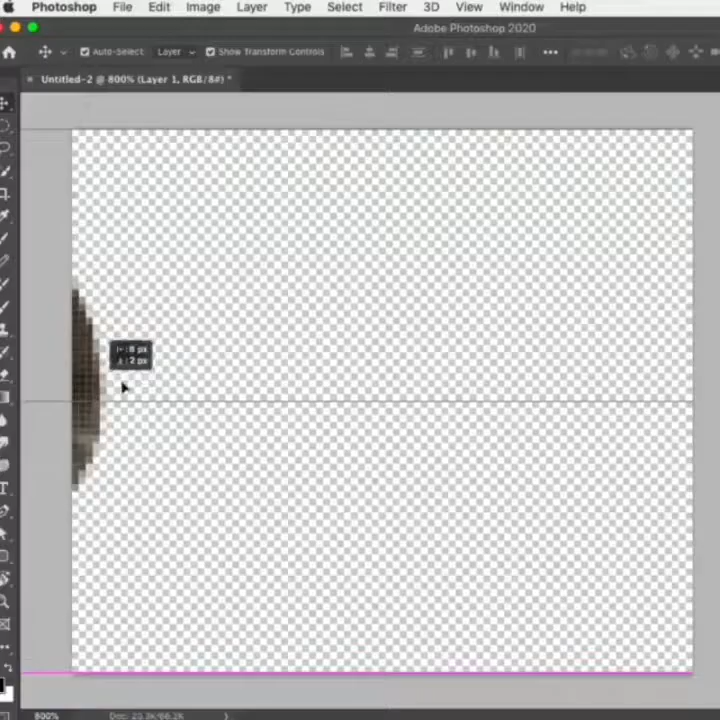 Photoshop File Edit Image Layer Type Select Filter 3D View Window Help
Adobe Photoshop 2020
Auto-Select: Layer Show Transform Controls
Untitled-2 @ 800% (Layer 1, RGB/8#) *
8 px
2 px
800% Doc: 23.3K/66.2K